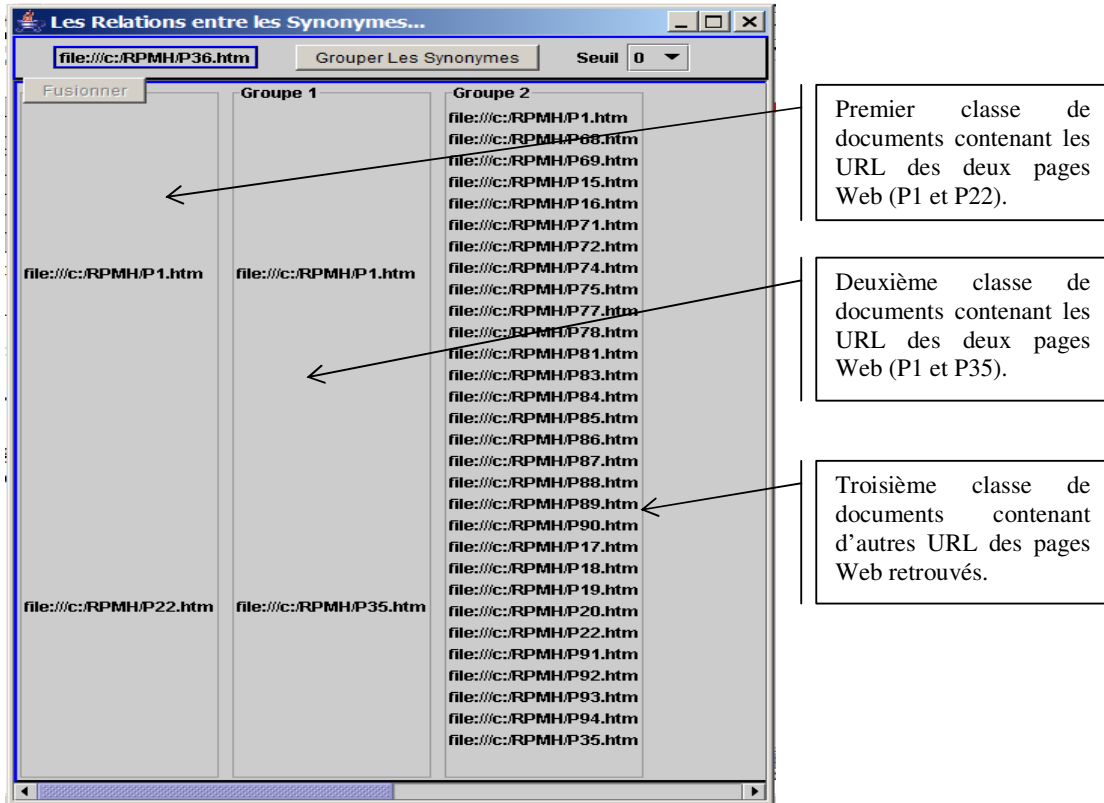 Les Relations entre les Synonymes...
file:///c:/RPMH/P36.htm
Grouper Les Synonymes
Seuil 0
Fusionner
file:///c:/RPMH/P1.htm
file:///c:/RPMH/P22.htm
Groupe 1
file:///c:/RPMH/P1.htm
file:///c:/RPMH/P35.htm
Groupe 2
file:///c:/RPMH/P1.htm
file:///c:/RPMH/P68.htm
file:///c:/RPMH/P69.htm
file:///c:/RPMH/P15.htm
file:///c:/RPMH/P16.htm
file:///c:/RPMH/P71.htm
file:///c:/RPMH/P72.htm
file:///c:/RPMH/P74.htm
file:///c:/RPMH/P75.htm
file:///c:/RPMH/P77.htm
file:///c:/RPMH/P78.htm
file:///c:/RPMH/P81.htm
file:///c:/RPMH/P83.htm
file:///c:/RPMH/P84.htm
file:///c:/RPMH/P85.htm
file:///c:/RPMH/P86.htm
file:///c:/RPMH/P87.htm
file:///c:/RPMH/P88.htm
file:///c:/RPMH/P89.htm
file:///c:/RPMH/P90.htm
file:///c:/RPMH/P17.htm
file:///c:/RPMH/P18.htm
file:///c:/RPMH/P19.htm
file:///c:/RPMH/P20.htm
file:///c:/RPMH/P22.htm
file:///c:/RPMH/P91.htm
file:///c:/RPMH/P92.htm
file:///c:/RPMH/P93.htm
file:///c:/RPMH/P94.htm
file:///c:/RPMH/P35.htm
Premier classe de
documents contenant les
URL des deux pages
Web (P1 et P22).
Deuxième classe de
documents contenant les
URL des deux pages
Web (P1 et P35).
Troisième classe de
documents contenant
d'autres URL des pages
Web retrouvés.